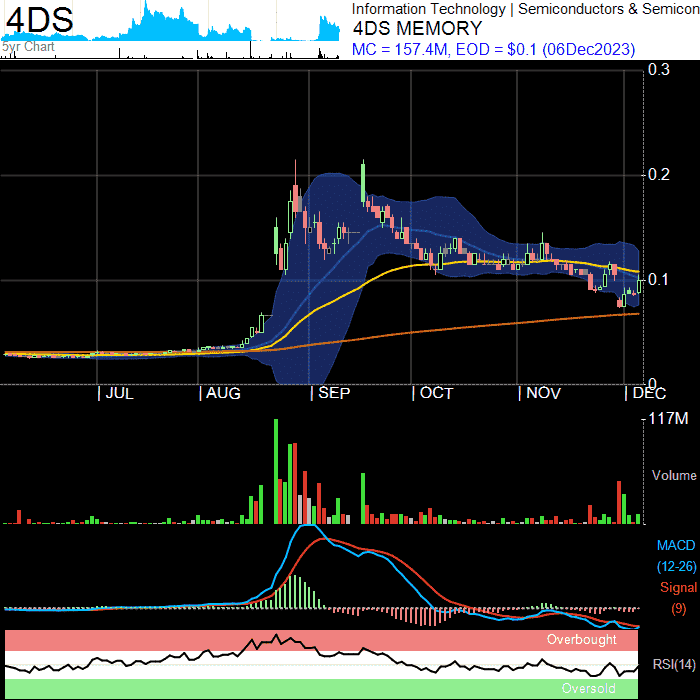 4DS
Information Technology | Semiconductors & Semicon
4DS MEMORY
5yr Chart
MC = 157.4M, EOD = $0.1 (06Dec2023)
0.3
0.2
0.1
0
| JUL | AUG | SEP | OCT | NOV | DEC
117M
Volume
MACD
(12-26)
Signal
(9)
Overbought
RSI(14)
Oversold